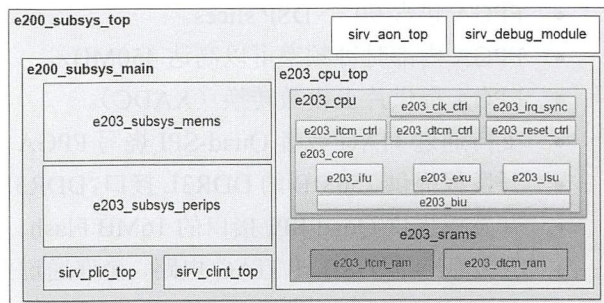 e200_subsys_top
sirv_aon_top
sirv_debug_module
e200_subsys_main
e203_subsys_mems
e203_subsys_perips
sirv_plic_top
sirv_clint_top
e203_cpu_top
e203_cpu
e203_clk_ctrl
e203_irq_sync
e203_itcm_ctrl
e203_dtcm_ctrl
e203_reset_ctrl
e203_core
e203_ifu
e203_exu
e203_lsu
e203_biu
e203_srams
e203_itcm_ram
e203_dtcm_ram